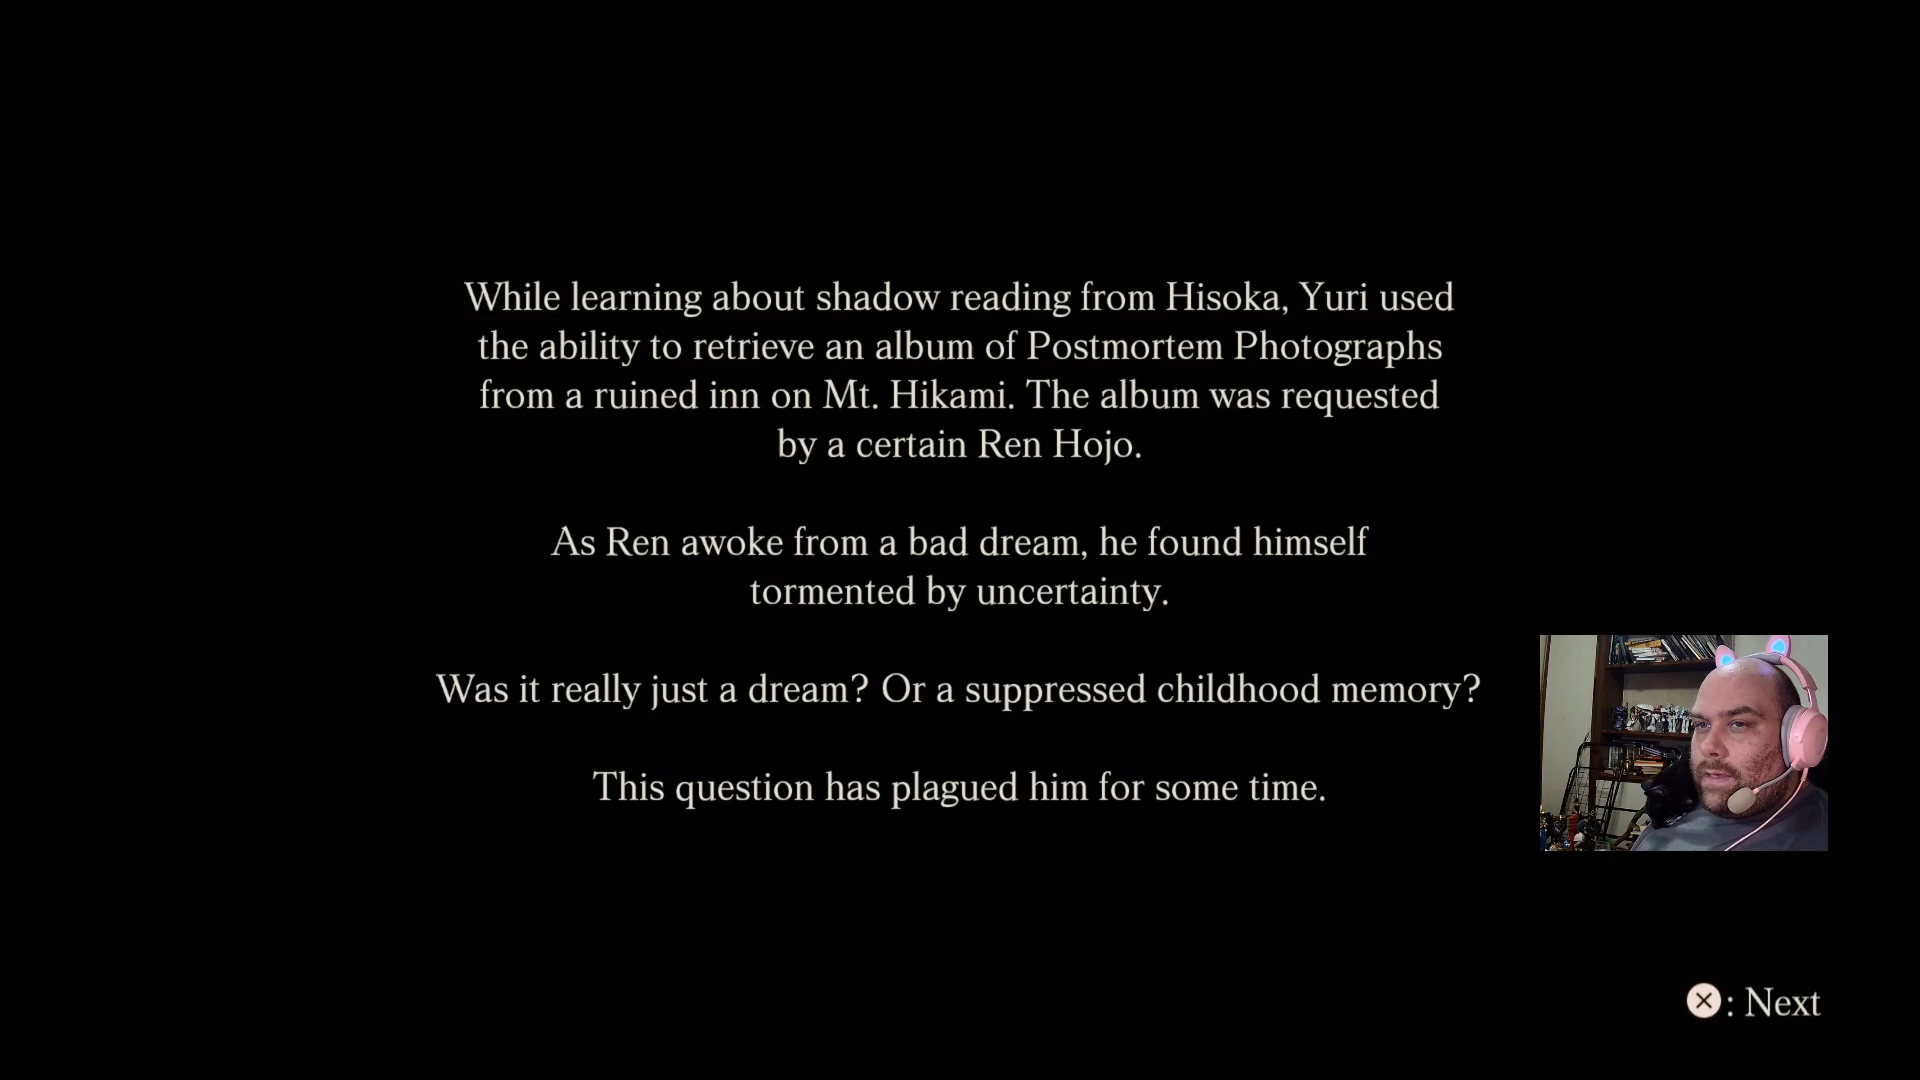 While learning about shadow reading from Hisoka, Yuri used
the ability to retrieve an album of Postmortem Photographs
from a ruined inn on Mt. Hikami. The album was requested
by a certain Ren Hojo.
As Ren awoke from a bad dream, he found himself
tormented by uncertainty.
Was it really just a dream? Or a suppressed childhood memory?
This question has plagued him for some time.
: Next